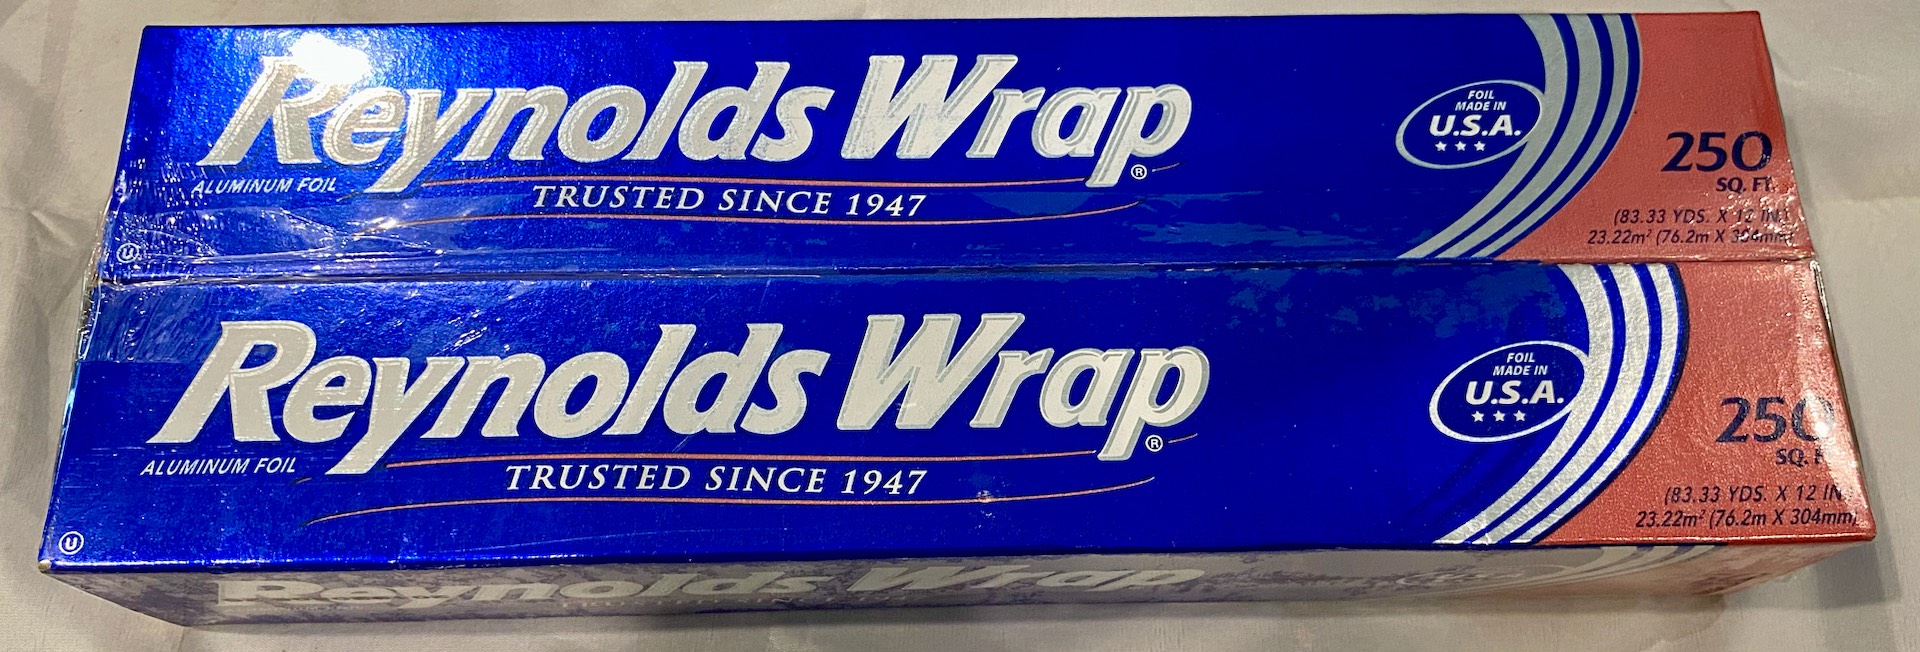 Reynolds Wrap®
ALUMINUM FOIL
TRUSTED SINCE 1947
U
FOIL
MADE IN
U.S.A.
250
SQ. FT.
(83.33 YDS. X 12 IN.)
23.22m² (76.2m X 304mm)
Reynolds Wrap®
ALUMINUM FOIL
TRUSTED SINCE 1947
U
FOIL
MADE IN
U.S.A.
250
SQ. F
(83.33 YDS. X 12 IN.
23.22m² (76.2m X 304mm)
Reynolds Wrap